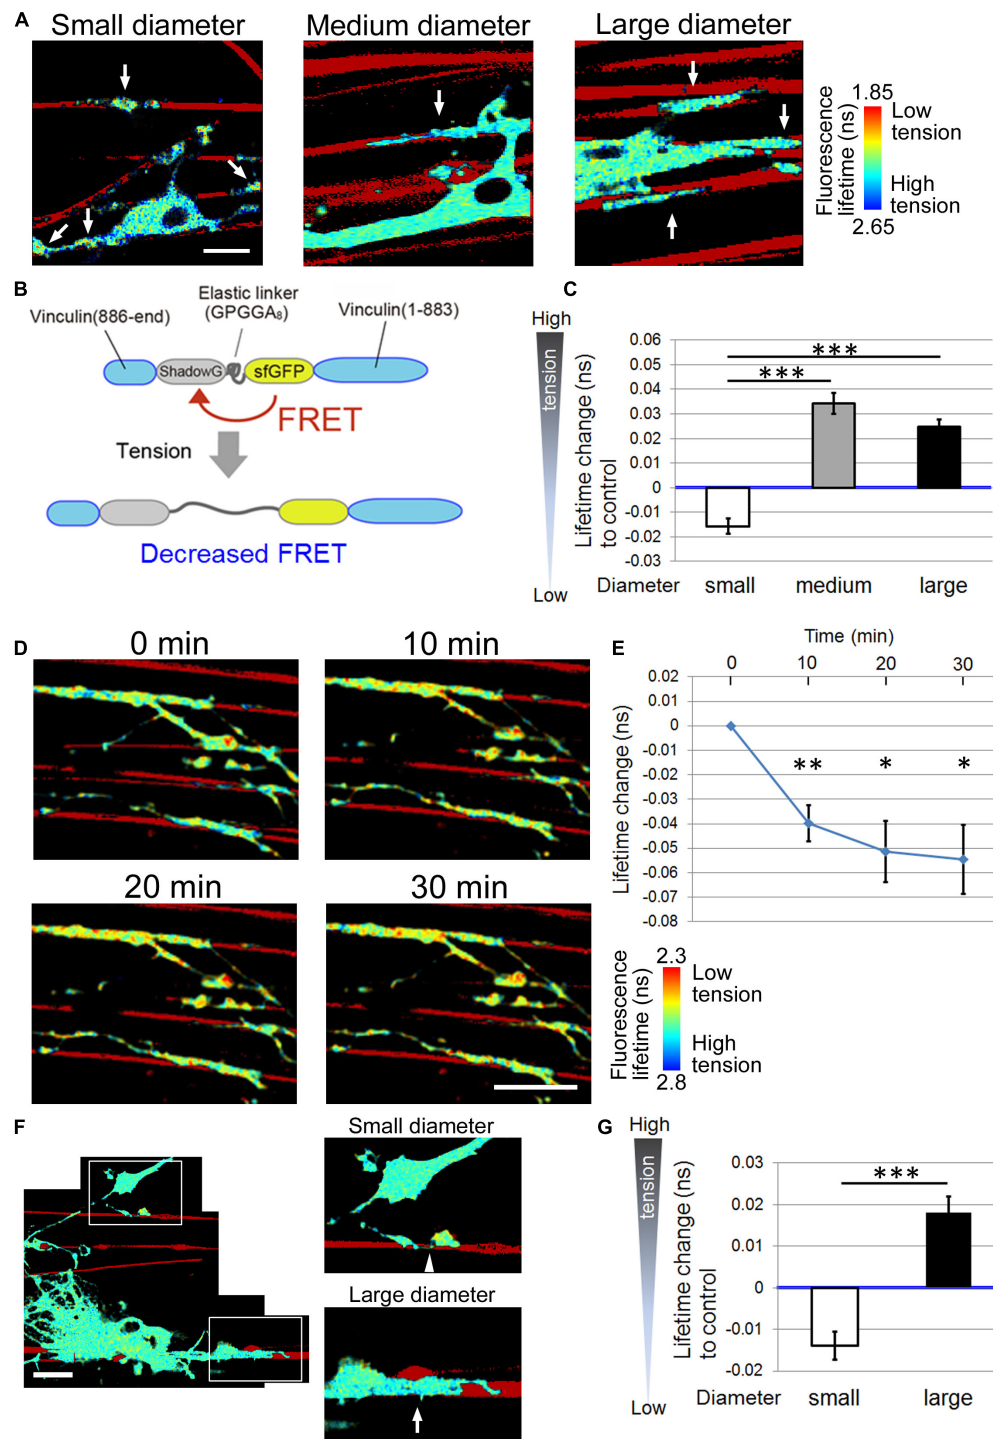 A
Small diameter
Medium diameter
Large diameter
Fluorescence
lifetime (ns)
1.85
Low
tension
High
tension
2.65
B
Elastic linker
(GPGGA8)
Vinculin(886-end)
Vinculin(1-883)
ShadowG
sfGFP
FRET
Tension
Decreased FRET
C
High
tension
Low
Lifetime change (ns)
to control
0.06
0.05
0.04
0.03
0.02
0.01
0
-0.01
-0.02
-0.03
***
***
Diameter
small
medium
large
D
0 min
10 min
20 min
30 min
E
Time (min)
0
10
20
30
Lifetime change (ns)
0.02
0.01
0
-0.01
-0.02
-0.03
-0.04
-0.05
-0.06
-0.07
-0.08
**
*
*
Fluorescence
lifetime (ns)
2.3
Low
tension
High
tension
2.8
F
Small diameter
Large diameter
G
High
tension
Low
Lifetime change (ns)
to control
0.03
0.02
0.01
0
-0.01
-0.02
***
Diameter
small
large